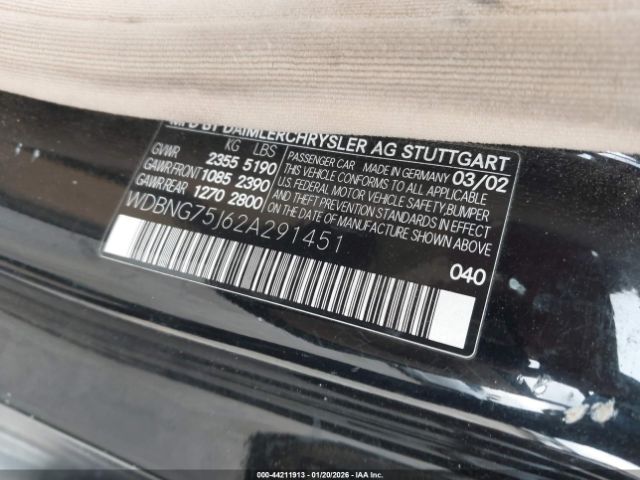 MFD BY DAIMLERCHRYSLER AG STUTTGART
KG LBS
GVWR 2355 5190
GAWR FRONT 1085 2390
GAWR REAR 1270 2800
PASSENGER CAR MADE IN GERMANY 03/02
THIS VEHICLE CONFORMS TO ALL APPLICABLE
U.S. FEDERAL MOTOR VEHICLE SAFETY,BUMPER
AND THEFT PREVENTION STANDARDS IN EFFECT
ON THE DATE OF MANUFACTURE SHOWN ABOVE.
WDBNG75J62A291451
040
000-44211913 | 01/20/2026 - IAA Inc.